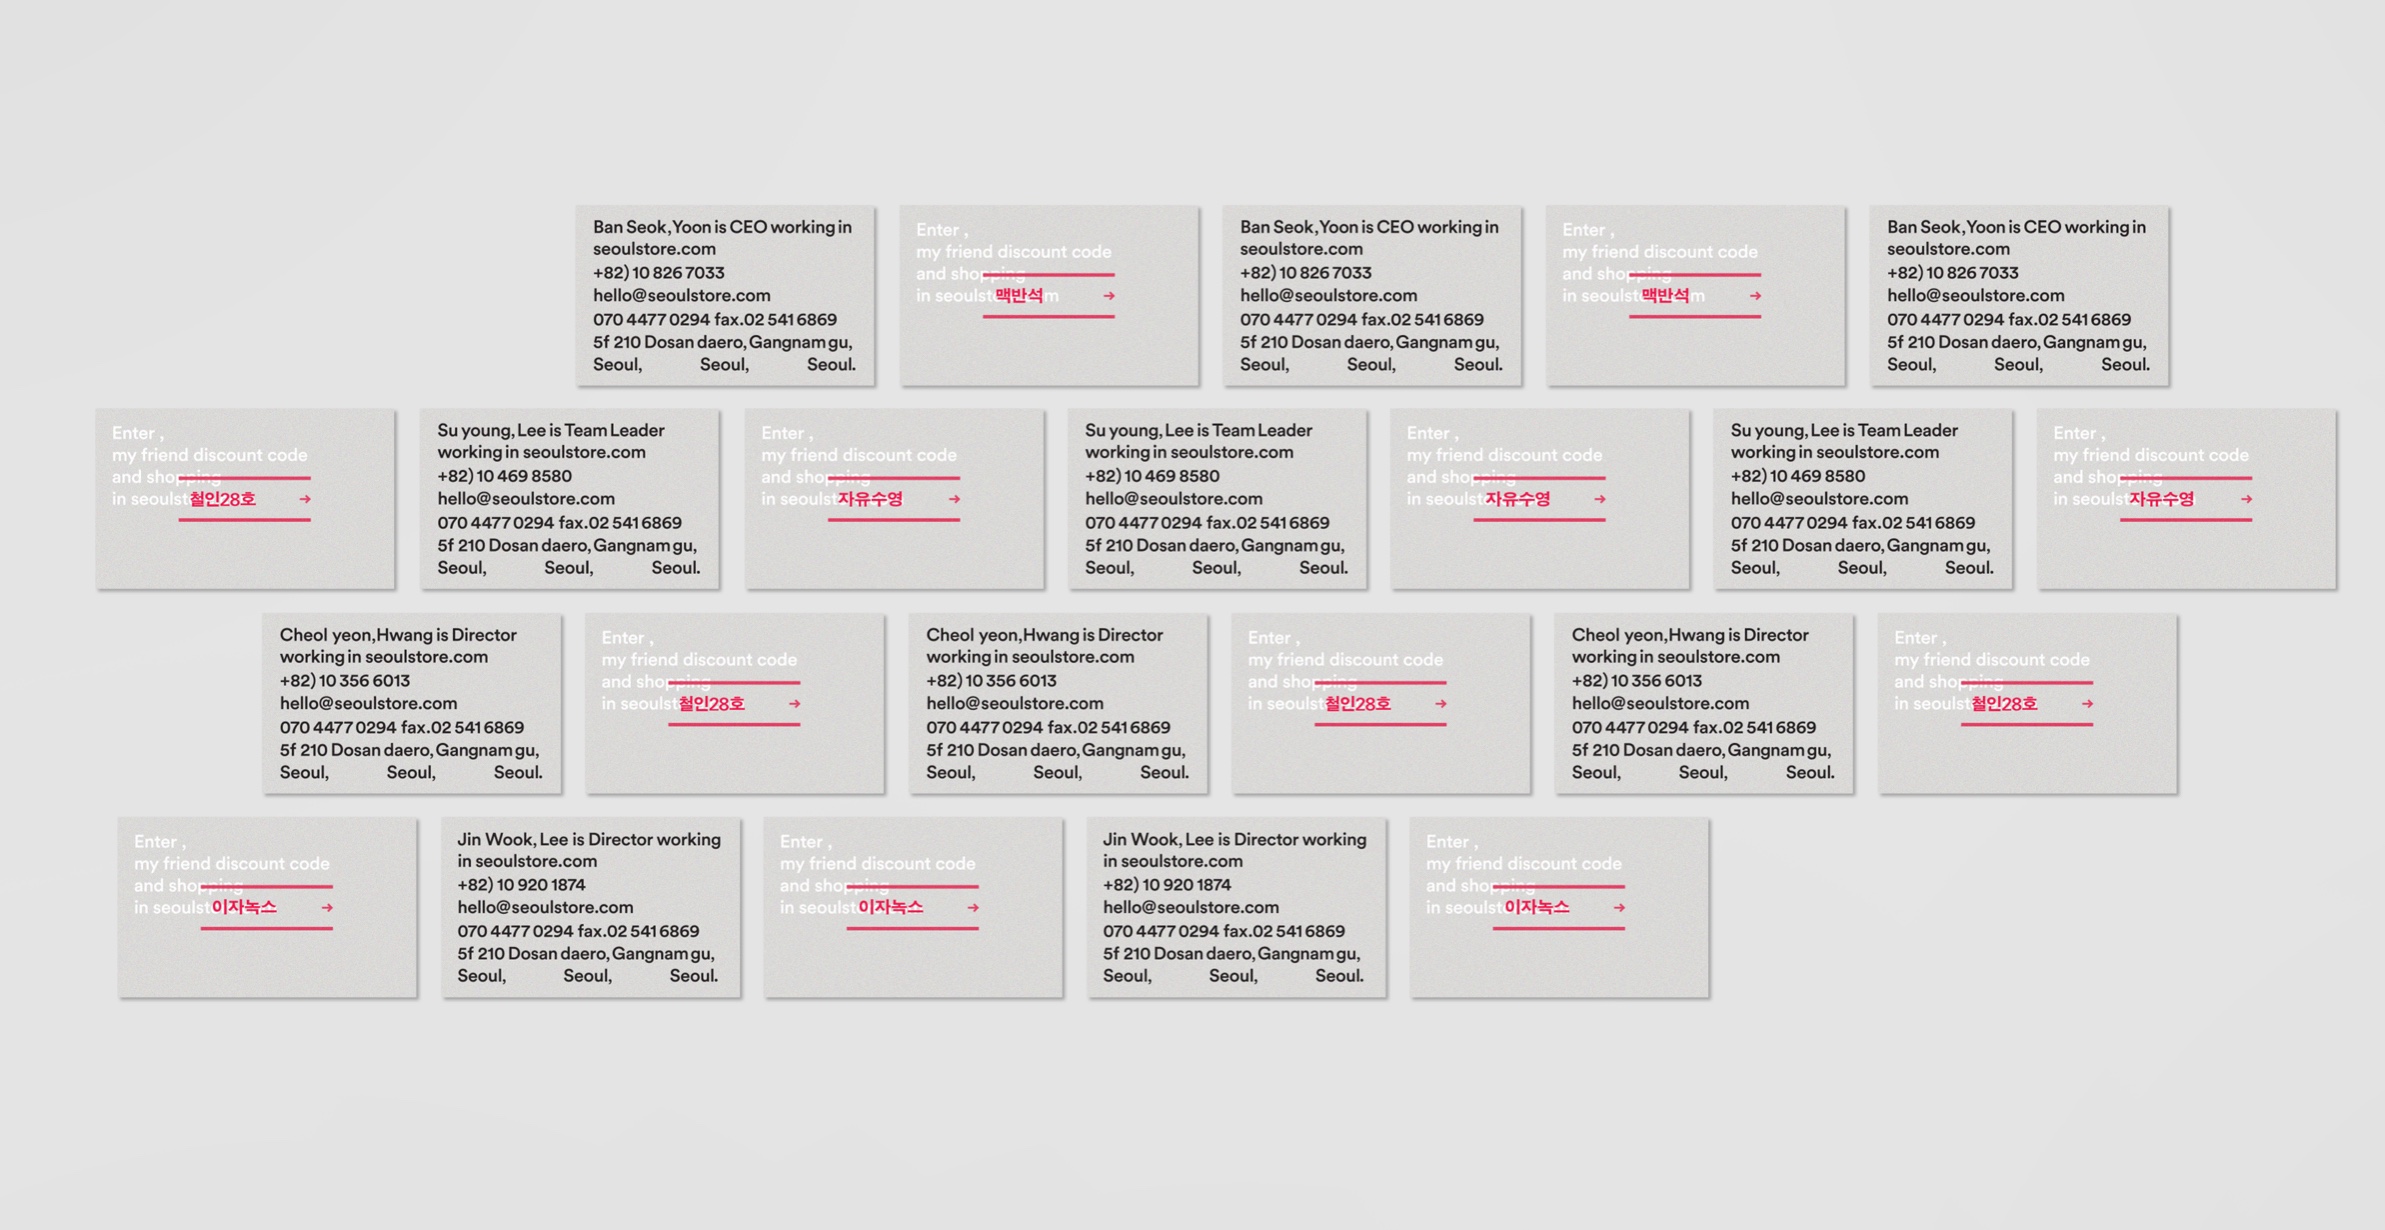 Ban Seok, Yoon is CEO working in
seoulstore.com
+82) 10 826 7033
hello@seoulstore.com
070 4477 0294 fax.02 541 6869
5f 210 Dosan daero, Gangnam gu,
Seoul, Seoul, Seoul.
Enter ,
my friend discount code
and shopping
in seoulstore.com
맥반석 →
Ban Seok, Yoon is CEO working in
seoulstore.com
+82) 10 826 7033
hello@seoulstore.com
070 4477 0294 fax.02 541 6869
5f 210 Dosan daero, Gangnam gu,
Seoul, Seoul, Seoul.
Enter ,
my friend discount code
and shopping
in seoulstore.com
맥반석 →
Ban Seok, Yoon is CEO working in
seoulstore.com
+82) 10 826 7033
hello@seoulstore.com
070 4477 0294 fax.02 541 6869
5f 210 Dosan daero, Gangnam gu,
Seoul, Seoul, Seoul.
Enter ,
my friend discount code
and shopping
in seoulstore.com
철인28호 →
Su young, Lee is Team Leader
working in seoulstore.com
+82) 10 469 8580
hello@seoulstore.com
070 4477 0294 fax.02 541 6869
5f 210 Dosan daero, Gangnam gu,
Seoul, Seoul, Seoul.
Enter ,
my friend discount code
and shopping
in seoulstore.com
자유수영 →
Su young, Lee is Team Leader
working in seoulstore.com
+82) 10 469 8580
hello@seoulstore.com
070 4477 0294 fax.02 541 6869
5f 210 Dosan daero, Gangnam gu,
Seoul, Seoul, Seoul.
Enter ,
my friend discount code
and shopping
in seoulstore.com
자유수영 →
Su young, Lee is Team Leader
working in seoulstore.com
+82) 10 469 8580
hello@seoulstore.com
070 4477 0294 fax.02 541 6869
5f 210 Dosan daero, Gangnam gu,
Seoul, Seoul, Seoul.
Enter ,
my friend discount code
and shopping
in seoulstore.com
자유수영 →
Cheol yeon, Hwang is Director
working in seoulstore.com
+82) 10 356 6013
hello@seoulstore.com
070 4477 0294 fax.02 541 6869
5f 210 Dosan daero, Gangnam gu,
Seoul, Seoul, Seoul.
Enter ,
my friend discount code
and shopping
in seoulstore.com
철인28호 →
Cheol yeon, Hwang is Director
working in seoulstore.com
+82) 10 356 6013
hello@seoulstore.com
070 4477 0294 fax.02 541 6869
5f 210 Dosan daero, Gangnam gu,
Seoul, Seoul, Seoul.
Enter ,
my friend discount code
and shopping
in seoulstore.com
철인28호 →
Cheol yeon, Hwang is Director
working in seoulstore.com
+82) 10 356 6013
hello@seoulstore.com
070 4477 0294 fax.02 541 6869
5f 210 Dosan daero, Gangnam gu,
Seoul, Seoul, Seoul.
Enter ,
my friend discount code
and shopping
in seoulstore.com
철인28호 →
Enter ,
my friend discount code
and shopping
in seoulstore.com
이자녹스 →
Jin Wook, Lee is Director working
in seoulstore.com
+82) 10 920 1874
hello@seoulstore.com
070 4477 0294 fax.02 541 6869
5f 210 Dosan daero, Gangnam gu,
Seoul, Seoul, Seoul.
Enter ,
my friend discount code
and shopping
in seoulstore.com
이자녹스 →
Jin Wook, Lee is Director working
in seoulstore.com
+82) 10 920 1874
hello@seoulstore.com
070 4477 0294 fax.02 541 6869
5f 210 Dosan daero, Gangnam gu,
Seoul, Seoul, Seoul.
Enter ,
my friend discount code
and shopping
in seoulstore.com
이자녹스 →